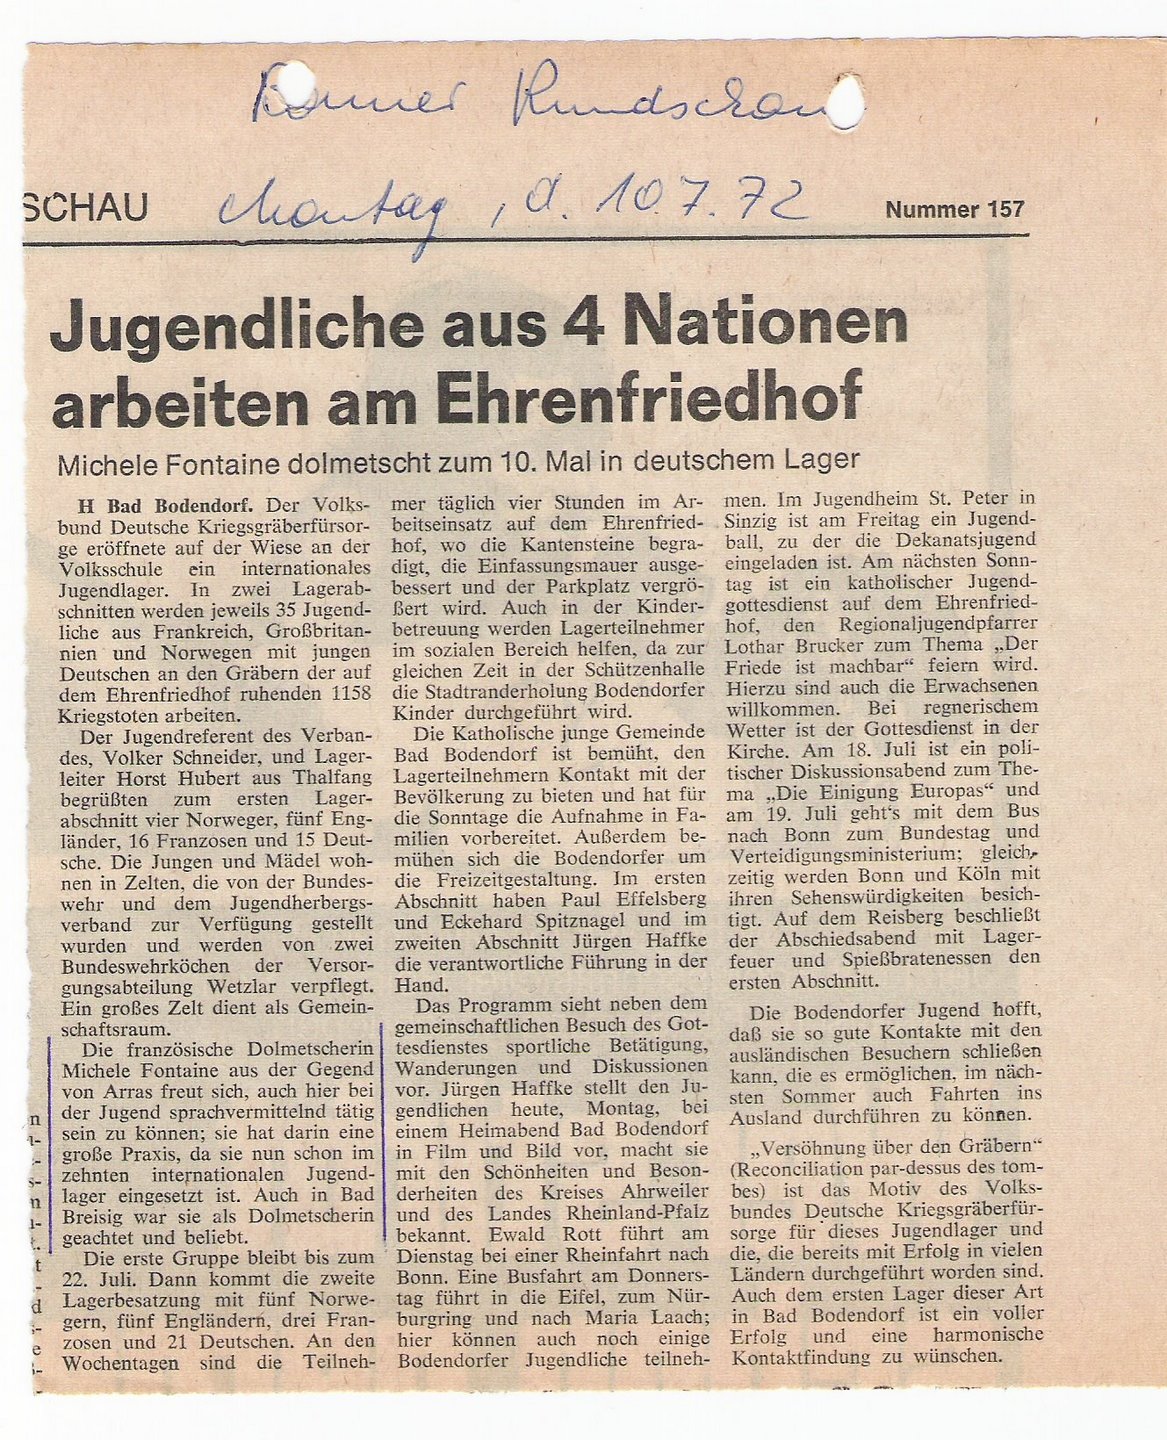 Bonner Rundschau
SCHAU
Montag, d. 10.7.72
Nummer 157
Jugendliche aus 4 Nationen
arbeiten am Ehrenfriedhof
Michele Fontaine dolmetscht zum 10. Mal in deutschem Lager
H Bad Bodendorf. Der Volks-
bund Deutsche Kriegsgräberfürsor-
ge eröffnete auf der Wiese an der
Volksschule ein internationales
Jugendlager. In zwei Lagerab-
schnitten werden jeweils 35 Jugend-
liche aus Frankreich, Großbritan-
nien und Norwegen mit jungen
Deutschen an den Gräbern der auf
dem Ehrenfriedhof ruhenden 1158
Kriegstoten arbeiten.
Der Jugendreferent des Verban-
des, Volker Schneider, und Lager-
leiter Horst Hubert aus Thalfang
begrüßten zum ersten Lager-
abschnitt vier Norweger, fünf Eng-
länder, 16 Franzosen und 15 Deut-
sche. Die Jungen und Mädel woh-
nen in Zelten, die von der Bundes-
wehr und dem Jugendherbergs-
verband zur Verfügung gestellt
wurden und werden von zwei
Bundeswehrköchen der Versor-
gungsabteilung Wetzlar verpflegt.
Ein großes Zelt dient als Gemein-
schaftsraum.
Die französische Dolmetscherin
Michele Fontaine aus der Gegend
von Arras freut sich, auch hier bei
der Jugend sprachvermittelnd tätig
sein zu können; sie hat darin eine
große Praxis, da sie nun schon im
zehnten internationalen Jugend-
lager eingesetzt ist. Auch in Bad
Breisig war sie als Dolmetscherin
geachtet und beliebt.
Die erste Gruppe bleibt bis zum
22. Juli. Dann kommt die zweite
Lagerbesatzung mit fünf Norwe-
gern, fünf Engländern, drei Fran-
zosen und 21 Deutschen. An den
Wochentagen sind die Teilneh-
mer täglich vier Stunden im Ar-
beitseinsatz auf dem Ehrenfried-
hof, wo die Kantensteine begra-
digt, die Einfassungsmauer ausge-
bessert und der Parkplatz vergrö-
ßert wird. Auch in der Kinder-
betreuung werden Lagerteilnehmer
im sozialen Bereich helfen, da zur
gleichen Zeit in der Schützenhalle
die Stadtranderholung Bodendorfer
Kinder durchgeführt wird.
Die Katholische junge Gemeinde
Bad Bodendorf ist bemüht, den
Lagerteilnehmern Kontakt mit der
Bevölkerung zu bieten und hat für
die Sonntage die Aufnahme in Fa-
milien vorbereitet. Außerdem be-
mühen sich die Bodendorfer um
die Freizeitgestaltung. Im ersten
Abschnitt haben Paul Effelsberg
und Eckehard Spitznagel und im
zweiten Abschnitt Jürgen Haffke
die verantwortliche Führung in der
Hand.
Das Programm sieht neben dem
gemeinschaftlichen Besuch des Got-
tesdienstes sportliche Betätigung,
Wanderungen und Diskussionen
vor. Jürgen Haffke stellt den Ju-
gendlichen heute, Montag, bei
einem Heimabend Bad Bodendorf
in Film und Bild vor, macht sie
mit den Schönheiten und Beson-
derheiten des Kreises Ahrweiler
und des Landes Rheinland-Pfalz
bekannt. Ewald Rott führt am
Dienstag bei einer Rheinfahrt nach
Bonn. Eine Busfahrt am Donners-
tag führt in die Eifel, zum Nür-
burgring und nach Maria Laach;
hier können auch noch einige
Bodendorfer Jugendliche teilneh-
men. Im Jugendheim St. Peter in
Sinzig ist am Freitag ein Jugend-
ball, zu der die Dekanatsjugend
eingeladen ist. Am nächsten Sonn-
tag ist ein katholischer Jugend-
gottesdienst auf dem Ehrenfried-
hof, den Regionaljugendpfarrer
Lothar Brucker zum Thema „Der
Friede ist machbar“ feiern wird.
Hierzu sind auch die Erwachsenen
willkommen. Bei regnerischem
Wetter ist der Gottesdienst in der
Kirche. Am 18. Juli ist ein poli-
tischer Diskussionsabend zum The-
ma „Die Einigung Europas“ und
am 19. Juli geht's mit dem Bus
nach Bonn zum Bundestag und
Verteidigungsministerium; gleich-
zeitig werden Bonn und Köln mit
ihren Sehenswürdigkeiten besich-
tigt. Auf dem Reisberg beschließt
der Abschiedsabend mit Lager-
feuer und Spießbratenessen den
ersten Abschnitt.
Die Bodendorfer Jugend hofft,
daß sie so gute Kontakte mit den
ausländischen Besuchern schließen
kann, die es ermöglichen, im näch-
sten Sommer auch Fahrten ins
Ausland durchführen zu können.
„Versöhnung über den Gräbern“
(Reconciliation par-dessus des tom-
bes) ist das Motiv des Volks-
bundes Deutsche Kriegsgräberfür-
sorge für dieses Jugendlager und
die, die bereits mit Erfolg in vielen
Ländern durchgeführt worden sind.
Auch dem ersten Lager dieser Art
in Bad Bodendorf ist ein voller
Erfolg und eine harmonische
Kontaktfindung zu wünschen.